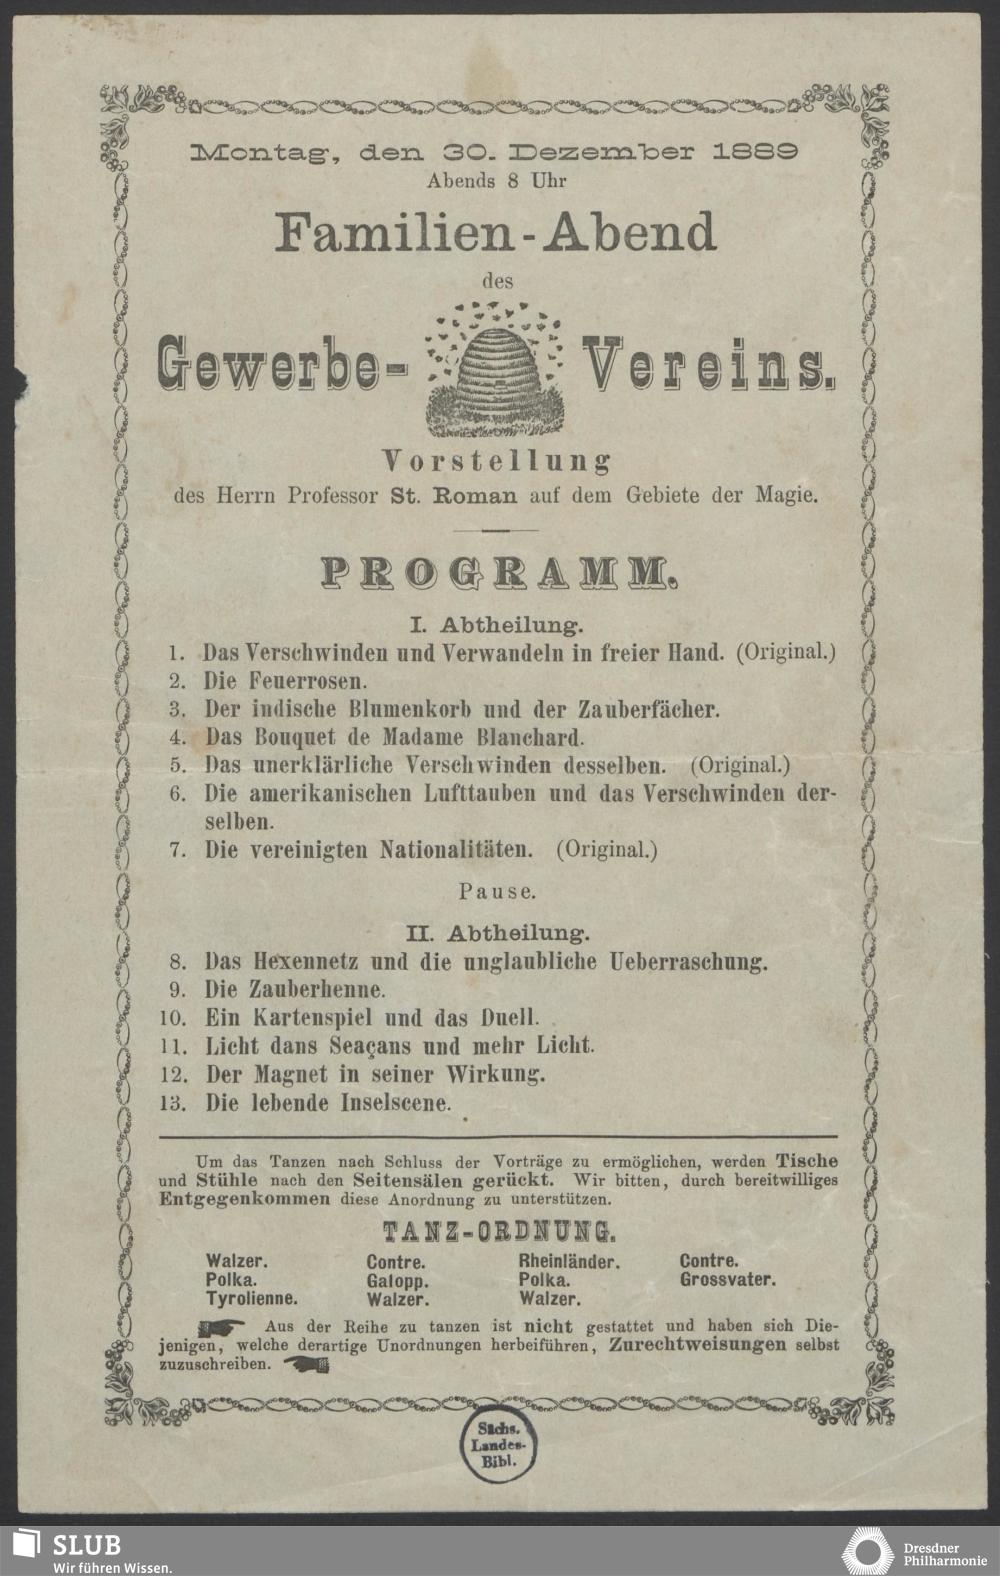 Montag, den 30. Dezember 1889
Abends 8 Uhr
Familien-Abend
des
Gewerbe-Vereins.
Vorstellung
des Herrn Professor St. Roman auf dem Gebiete der Magie.
PROGRAMM.
I. Abtheilung.
1. Das Verschwinden und Verwandeln in freier Hand. (Original.)
2. Die Feuerrosen.
3. Der indische Blumenkorb und der Zauberfächer.
4. Das Bouquet de Madame Blanchard.
5. Das unerklärliche Verschwinden desselben. (Original.)
6. Die amerikanischen Lufttauben und das Verschwinden der-
selben.
7. Die vereinigten Nationalitäten. (Original.)
Pause.
II. Abtheilung.
8. Das Hexennetz und die unglaubliche Ueberraschung.
9. Die Zauberhenne.
10. Ein Kartenspiel und das Duell.
11. Licht dans Seaçans und mehr Licht.
12. Der Magnet in seiner Wirkung.
13. Die lebende Inselscene.
Um das Tanzen nach Schluss der Vorträge zu ermöglichen, werden Tische
und Stühle nach den Seitensälen gerückt. Wir bitten, durch bereitwilliges
Entgegenkommen diese Anordnung zu unterstützen.
TANZ-ORDNUNG.
Walzer. Contre. Rheinländer. Contre.
Polka. Galopp. Polka. Grossvater.
Tyrolienne. Walzer. Walzer.
Aus der Reihe zu tanzen ist nicht gestattet und haben sich Die-
jenigen, welche derartige Unordnungen herbeiführen, Zurechtweisungen selbst
zuzuschreiben.
Sächs.
Landes-
Bibl.
SLUB
Wir führen Wissen.
Dresdner
Philharmonie